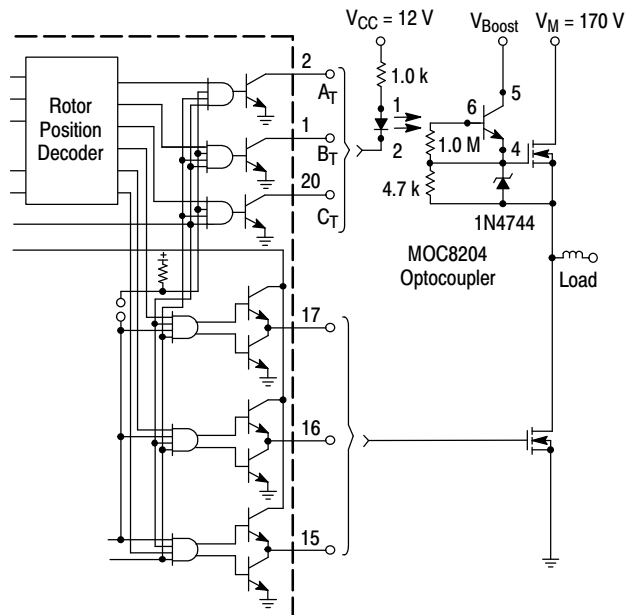 V_CC = 12 V
V_Boost
V_M = 170 V
2
A_T
Rotor
Position
Decoder
1.0 k
1
2
5
6
1.0 M
4
1
B_T
20
C_T
4.7 k
1N4744
MOC8204
Optocoupler
Load
+
17
16
15